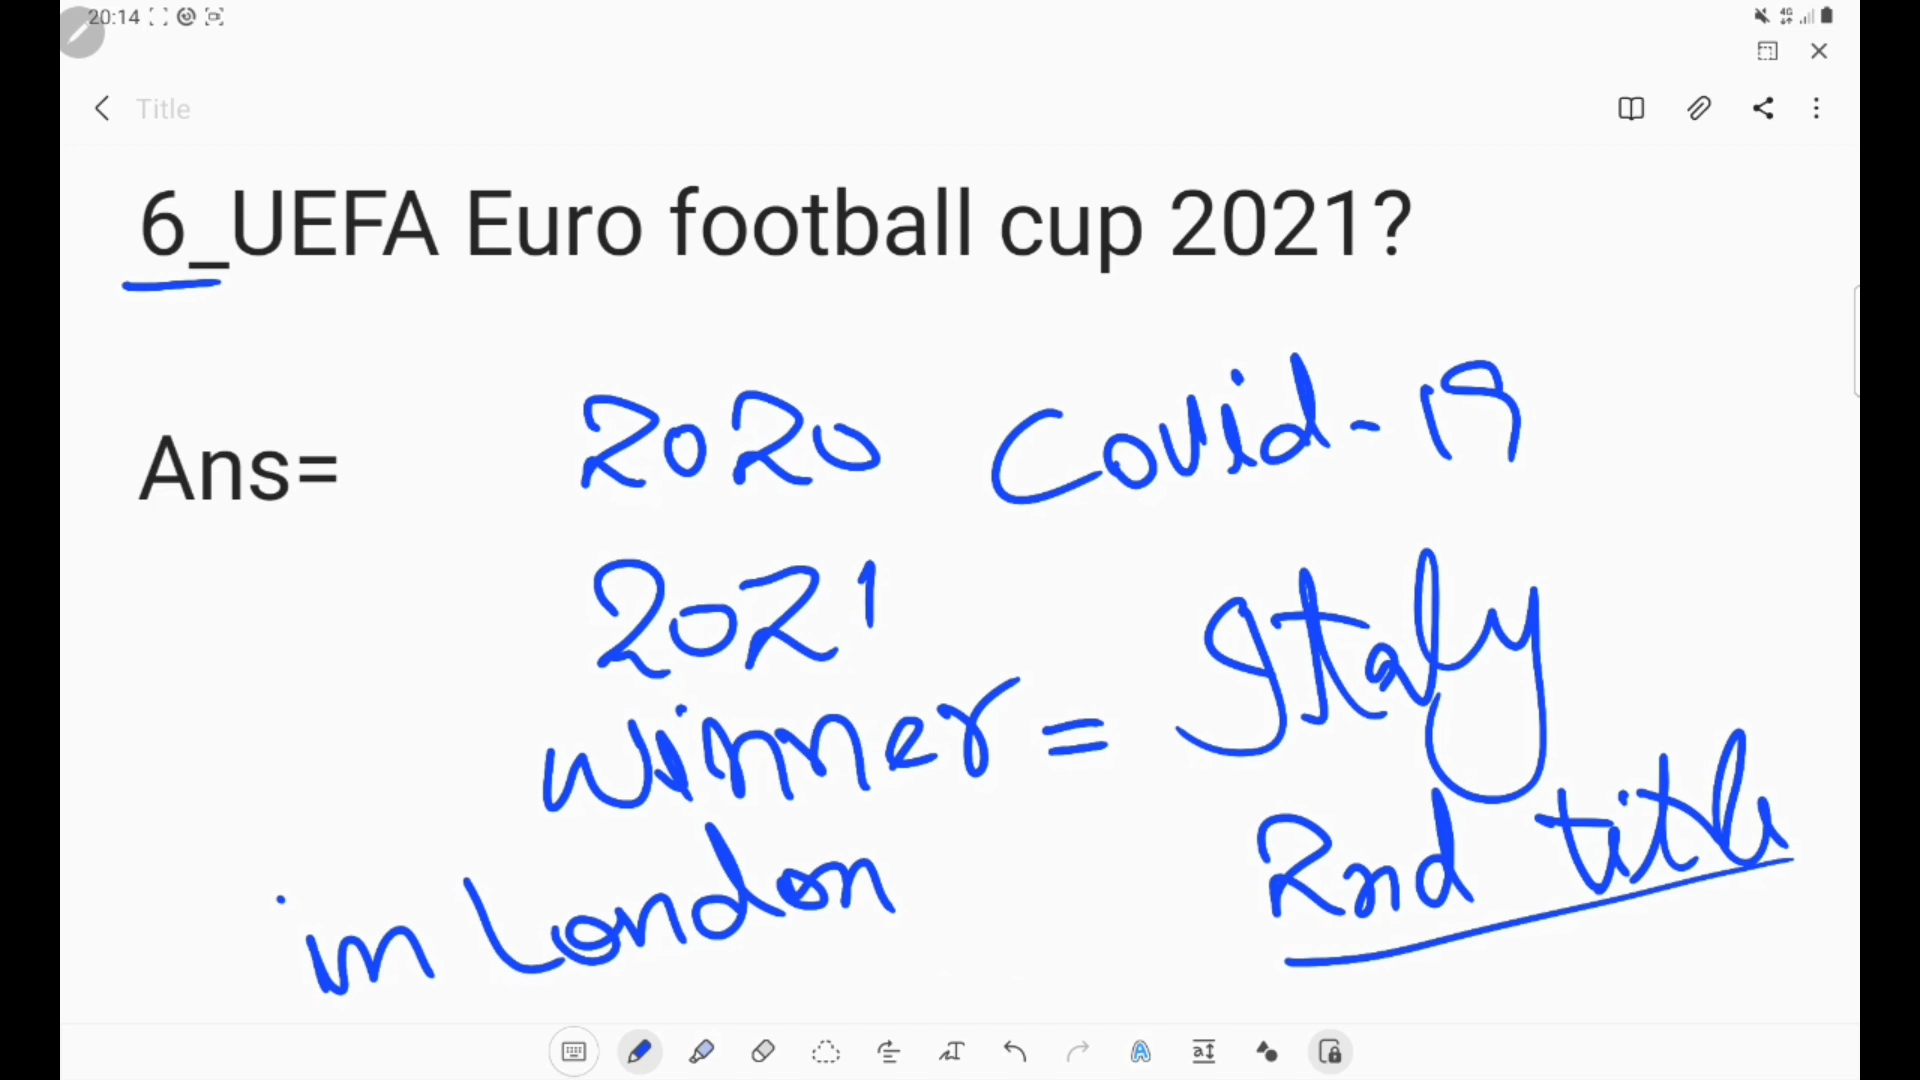 20:14
4G
Title
6_UEFA Euro football cup 2021?
Ans=
2020 Covid-19
2021
winner = Italy
in London
2nd title